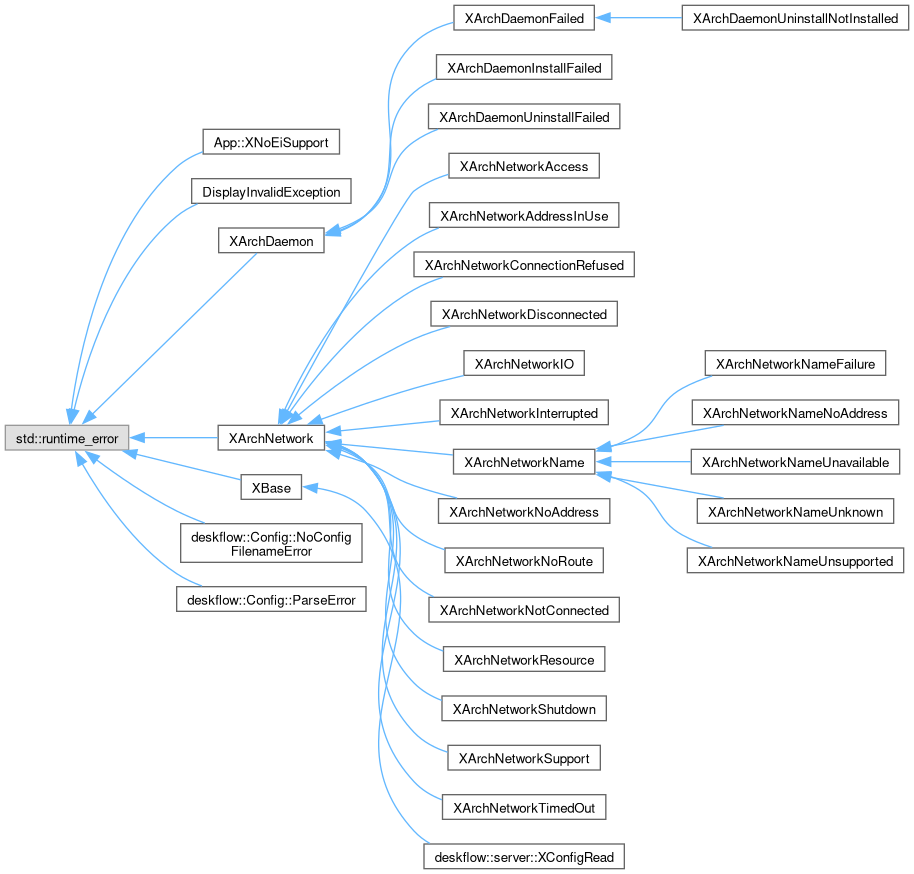 XArchDaemonFailed
XArchDaemonUninstallNotInstalled
XArchDaemonInstallFailed
XArchDaemonUninstallFailed
App::XNoEiSupport
XArchNetworkAccess
DisplayInvalidException
XArchNetworkAddressInUse
XArchDaemon
XArchNetworkConnectionRefused
XArchNetworkDisconnected
XArchNetworkIO
XArchNetworkNameFailure
XArchNetworkInterrupted
XArchNetworkNameNoAddress
std::runtime_error
XArchNetwork
XArchNetworkName
XArchNetworkNameUnavailable
XBase
XArchNetworkNoAddress
XArchNetworkNameUnknown
deskflow::Config::NoConfig
FilenameError
XArchNetworkNoRoute
XArchNetworkNameUnsupported
deskflow::Config::ParseError
XArchNetworkNotConnected
XArchNetworkResource
XArchNetworkShutdown
XArchNetworkSupport
XArchNetworkTimedOut
deskflow::server::XConfigRead